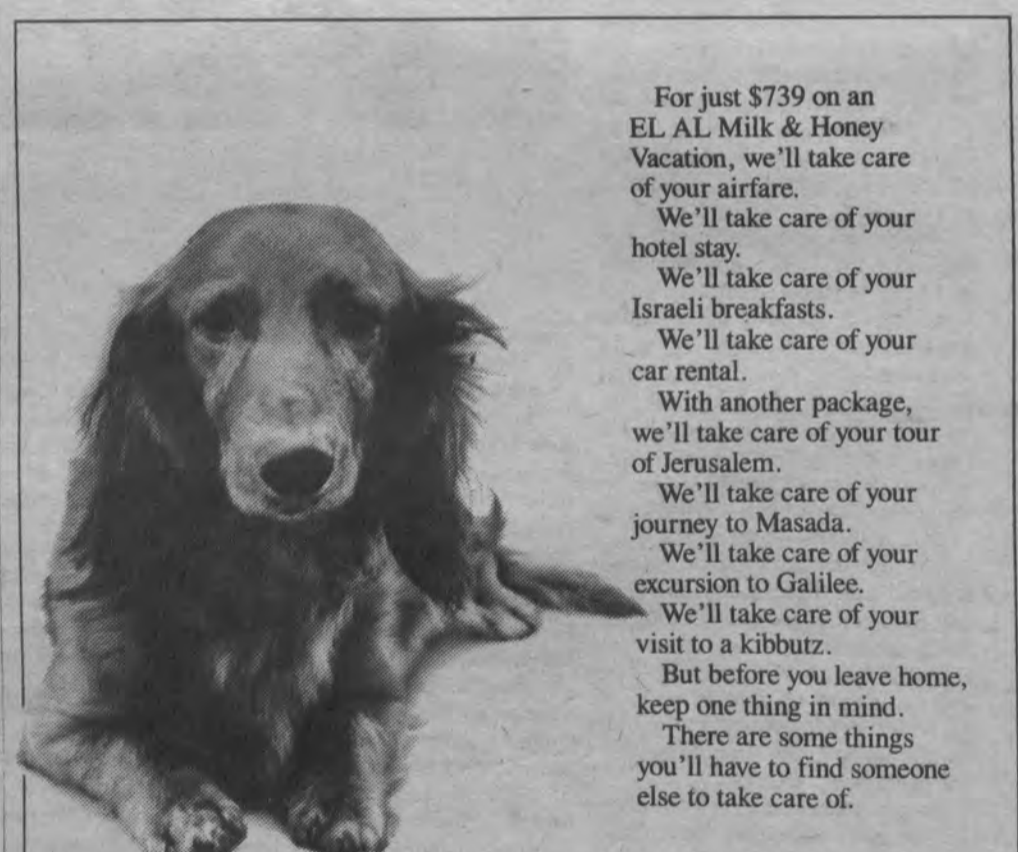 For just $739 on an
EL AL Milk & Honey
Vacation, we'll take care
of your airfare.
We'll take care of your
hotel stay.
We'll take care of your
Israeli breakfasts.
We'll take care of your
car rental.
With another package,
we'll take care of your tour
of Jerusalem.
We'll take care of your
journey to Masada.
We'll take care of your
excursion to Galilee.
We'll take care of your
visit to a kibbutz.
But before you leave home,
keep one thing in mind.
There are some things
you'll have to find someone
else to take care of.